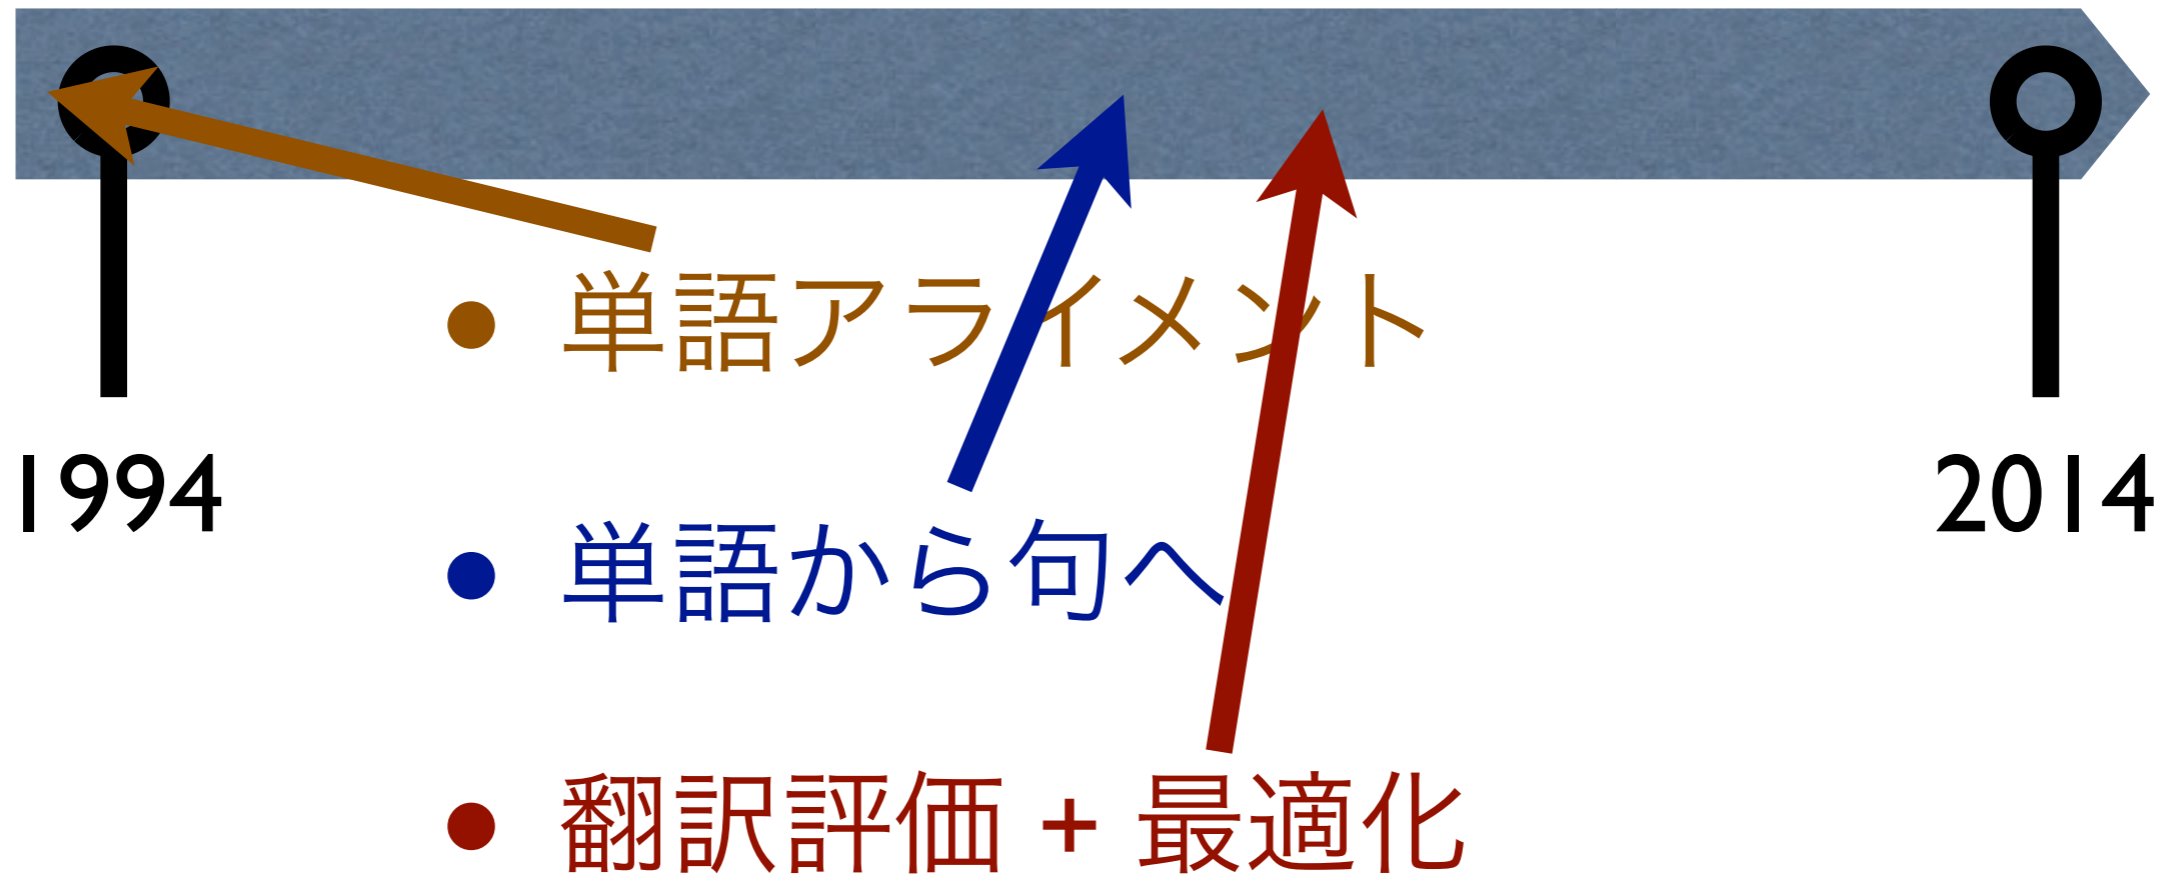 1994
2014
• 単語アライメント
• 単語から句へ
• 翻訳評価 + 最適化